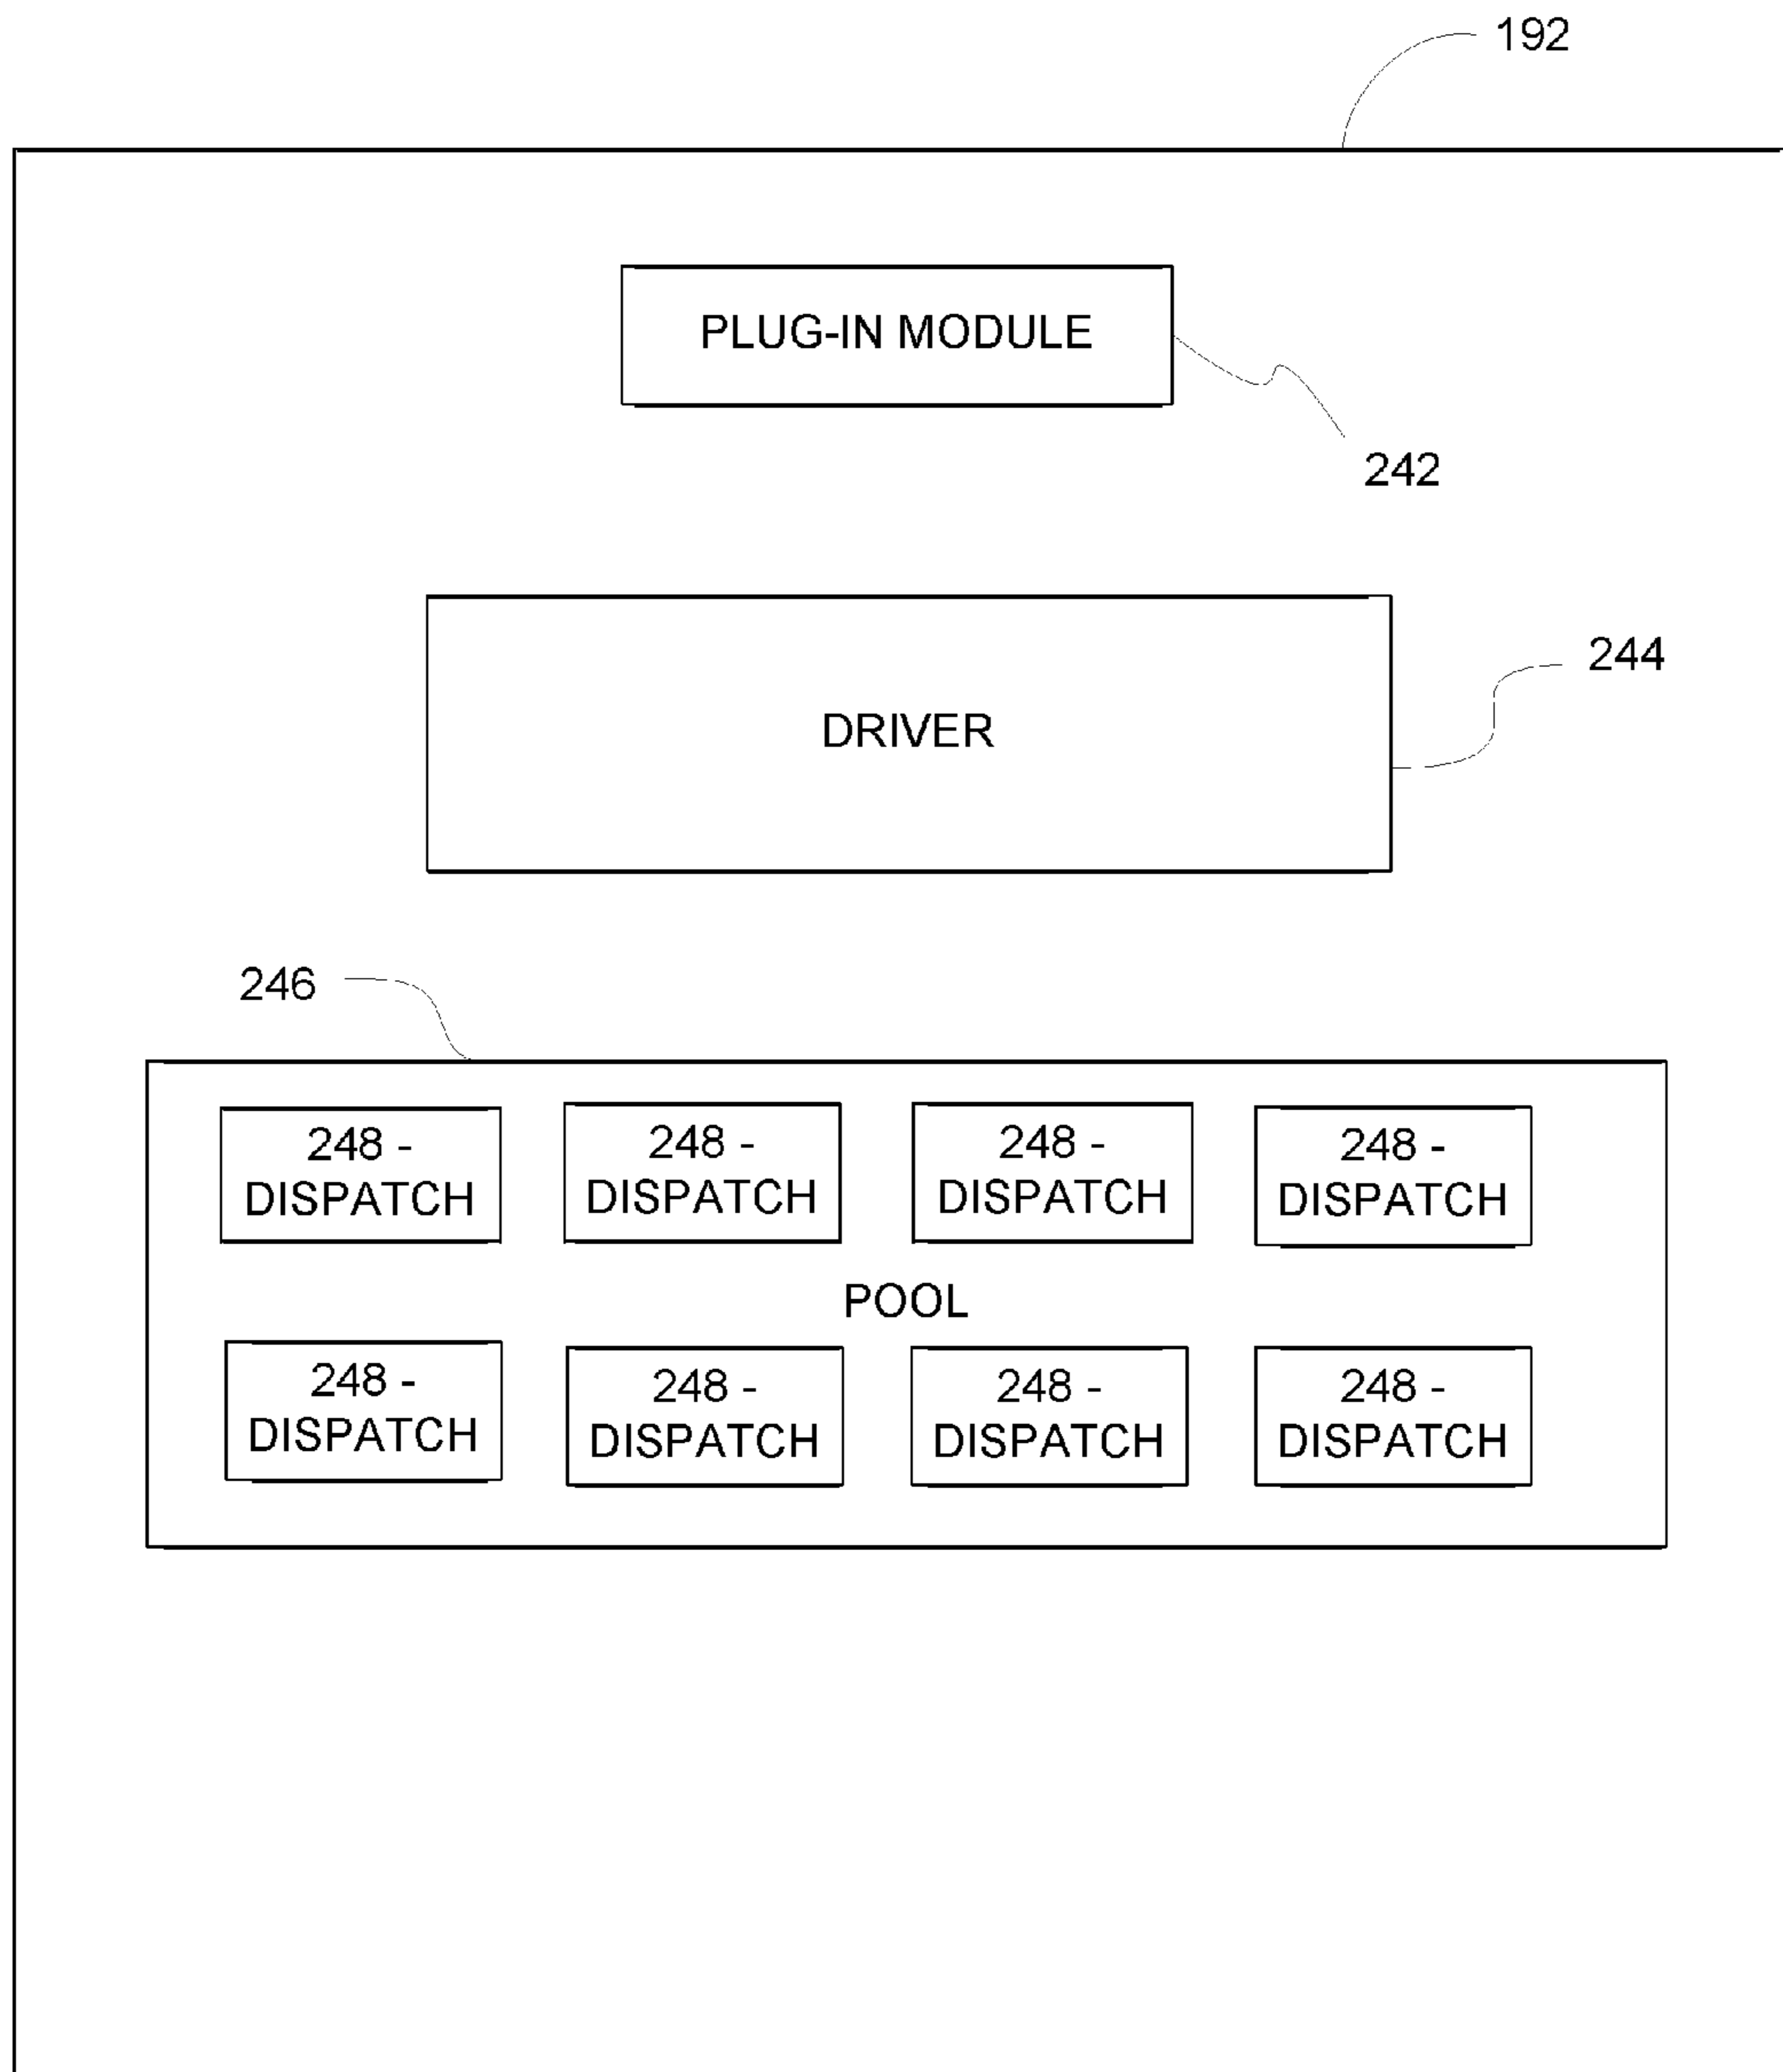 192
PLUG-IN MODULE
242
244
DRIVER
246
248 - 248 - 248 - 248 -
DISPATCH DISPATCH DISPATCH DISPATCH
POOL
248 - 248 - 248 - 248 -
DISPATCH DISPATCH DISPATCH DISPATCH